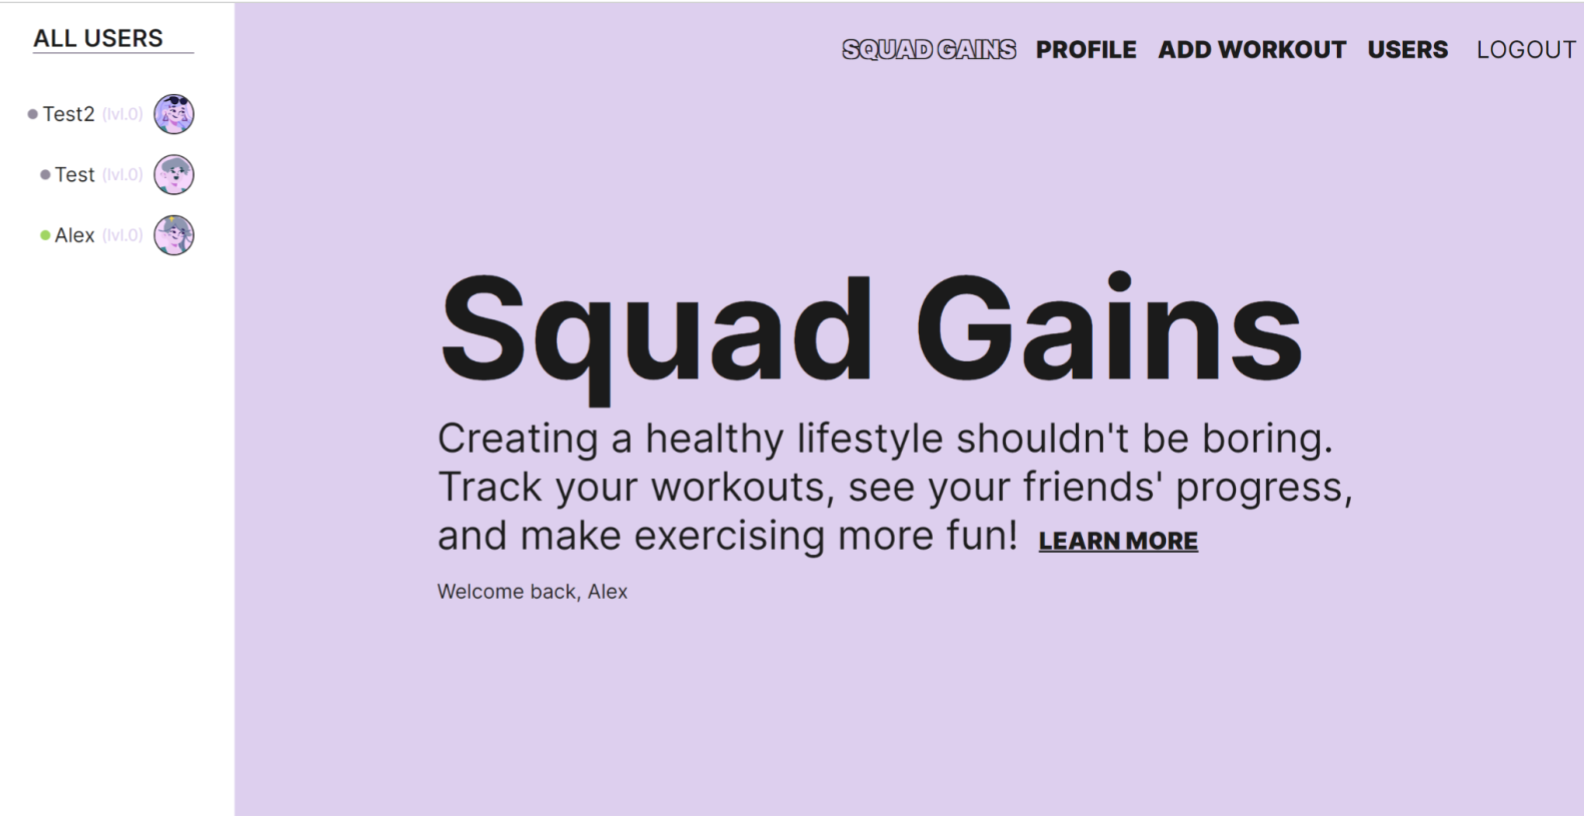 ALL USERS
Test2 (lvl.0)
Test (lvl.0)
Alex (lvl.0)
SQUAD GAINS PROFILE ADD WORKOUT USERS LOGOUT
Squad Gains
Creating a healthy lifestyle shouldn't be boring.
Track your workouts, see your friends' progress,
and make exercising more fun! LEARN MORE
Welcome back, Alex